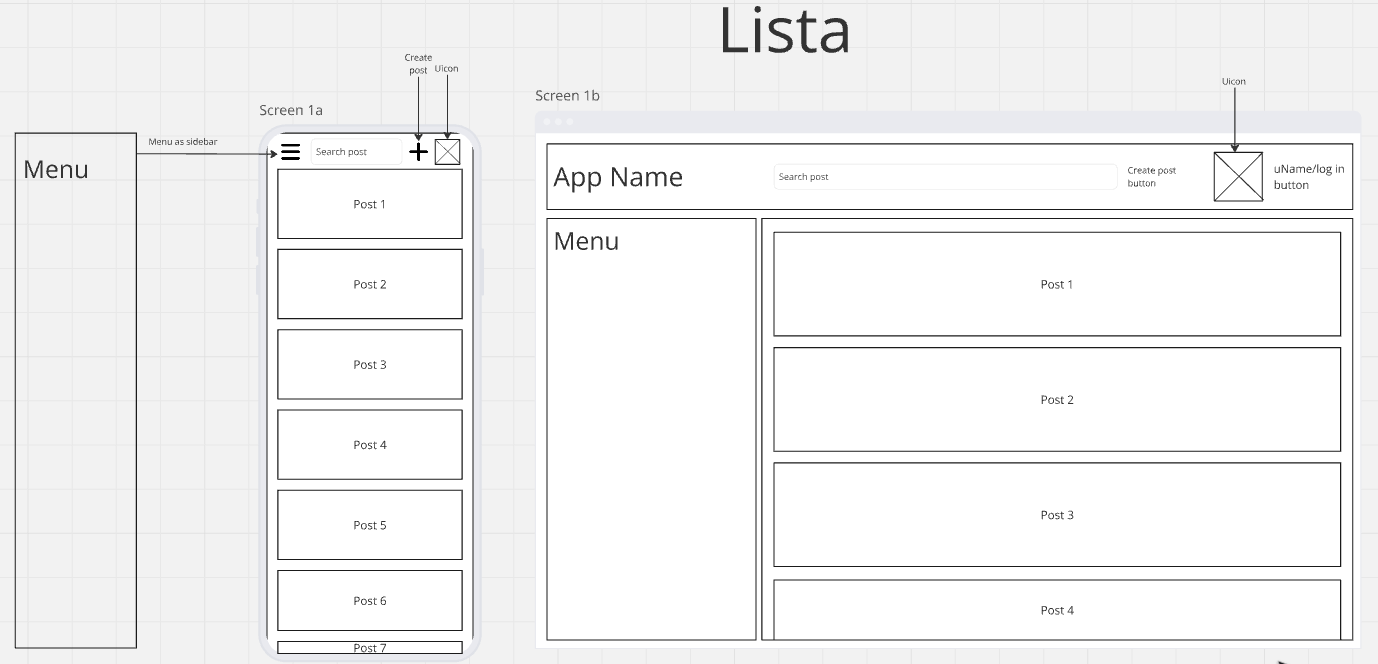 Lista
Create
post
Uicon
Screen 1a
Menu as sidebar
Menu
Search post
Post 1
Post 2
Post 3
Post 4
Post 5
Post 6
Post 7
Screen 1b
Uicon
App Name
Search post
Create post
button
uName/log in
button
Menu
Post 1
Post 2
Post 3
Post 4